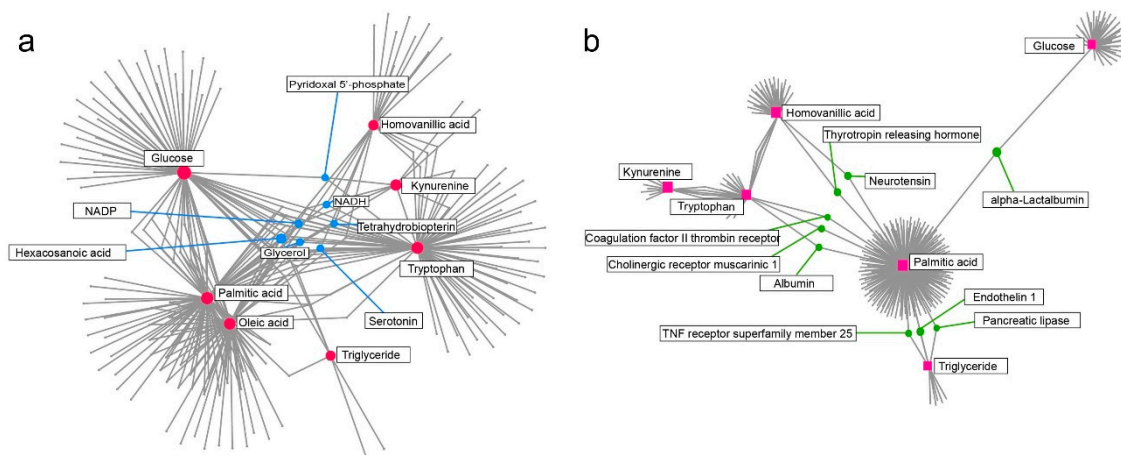 a
Pyridoxal 5'-phosphate
Homovanillic acid
Glucose
Kynurenine
NADH
NADP
Tetrahydrobiopterin
Hexacosanoic acid
Glycerol
Tryptophan
Palmitic acid
Oleic acid
Serotonin
Triglyceride
b
Glucose
Homovanillic acid
Thyrotropin releasing hormone
Kynurenine
Neurotensin
alpha-Lactalbumin
Tryptophan
Coagulation factor II thrombin receptor
Cholinergic receptor muscarinic 1
Palmitic acid
Albumin
Endothelin 1
Pancreatic lipase
TNF receptor superfamily member 25
Triglyceride